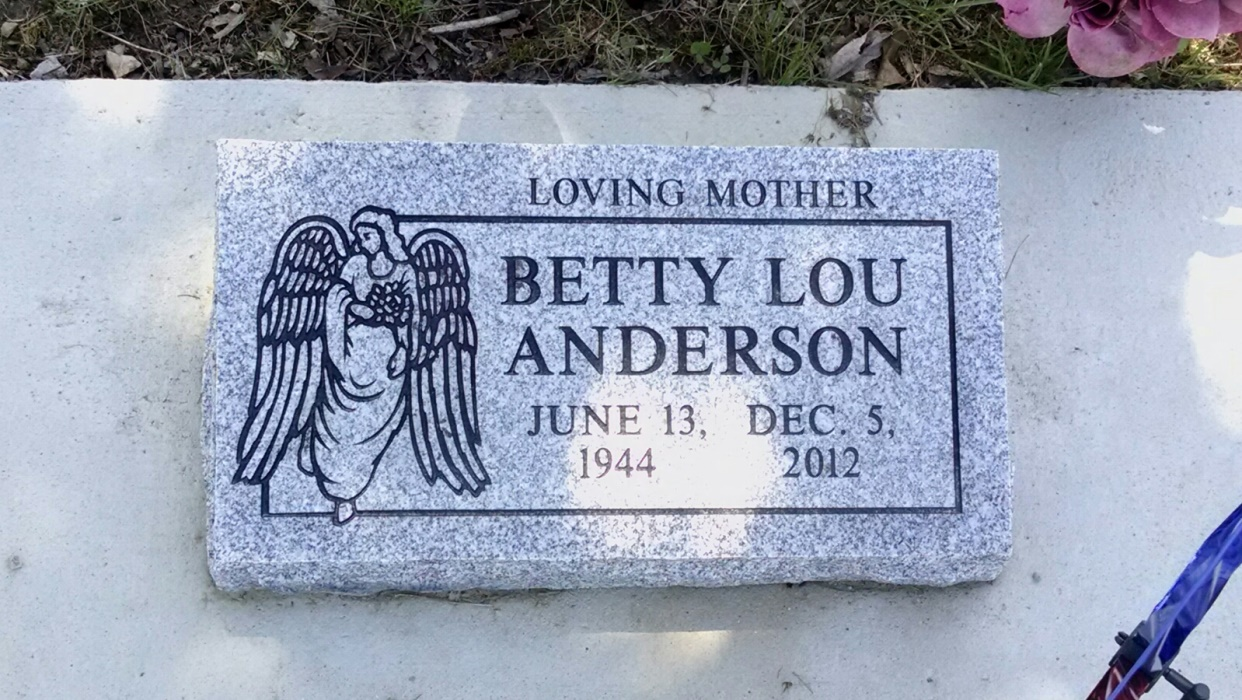 LOVING MOTHER
BETTY LOU
ANDERSON
JUNE 13, DEC. 5,
1944 2012